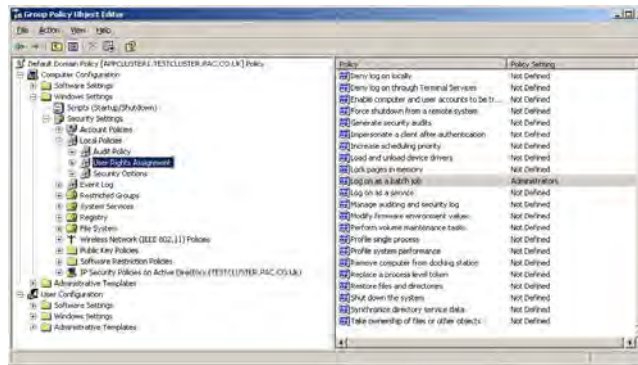 Group Policy Object Editor
File Action View Help
Default Domain Policy [APPCLUSTER1.TESTCLUSTER.PAC.CO.UK] Policy
Computer Configuration
Software Settings
Windows Settings
Scripts (Startup/Shutdown)
Security Settings
Account Policies
Local Policies
Audit Policy
User Rights Assignment
Security Options
Event Log
Restricted Groups
System Services
Registry
File System
Wireless Network (IEEE 802.11) Policies
Public Key Policies
Software Restriction Policies
IP Security Policies on Active Directory (TESTCLUSTER.PAC.CO.UK)
Administrative Templates
User Configuration
Software Settings
Windows Settings
Administrative Templates
Policy Policy Setting
Deny log on locally Not Defined
Deny log on through Terminal Services Not Defined
Enable computer and user accounts to be tr... Not Defined
Force shutdown from a remote system Not Defined
Generate security audits Not Defined
Impersonate a client after authentication Not Defined
Increase scheduling priority Not Defined
Load and unload device drivers Not Defined
Lock pages in memory Not Defined
Log on as a batch job Administrators
Log on as a service Not Defined
Manage auditing and security log Not Defined
Modify firmware environment values Not Defined
Perform volume maintenance tasks Not Defined
Profile single process Not Defined
Profile system performance Not Defined
Remove computer from docking station Not Defined
Replace a process level token Not Defined
Restore files and directories Not Defined
Shut down the system Not Defined
Synchronize directory service data Not Defined
Take ownership of files or other objects Not Defined